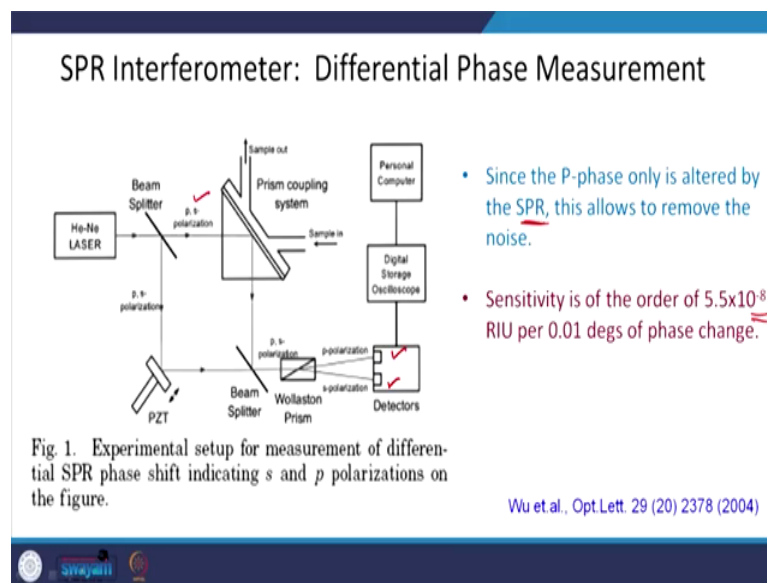 SPR Interferometer: Differential Phase Measurement
Sample out
Beam
Splitter
Prism coupling
system
Personal
Computer
He-Ne
LASER
p, s-
polarization
Sample in
p, s-
polarization
Digital
Storage
Oscilloscope
p, s-
polarization
p-polarization
s-polarization
PZT
Beam
Splitter
Wollaston
Prism
Detectors
Fig. 1. Experimental setup for measurement of differen-
tial SPR phase shift indicating s and p polarizations on
the figure.
• Since the P-phase only is altered by
the SPR, this allows to remove the
noise.
• Sensitivity is of the order of 5.5x10-8
RIU per 0.01 degs of phase change.
Wu et.al., Opt.Lett. 29 (20) 2378 (2004)
swayam